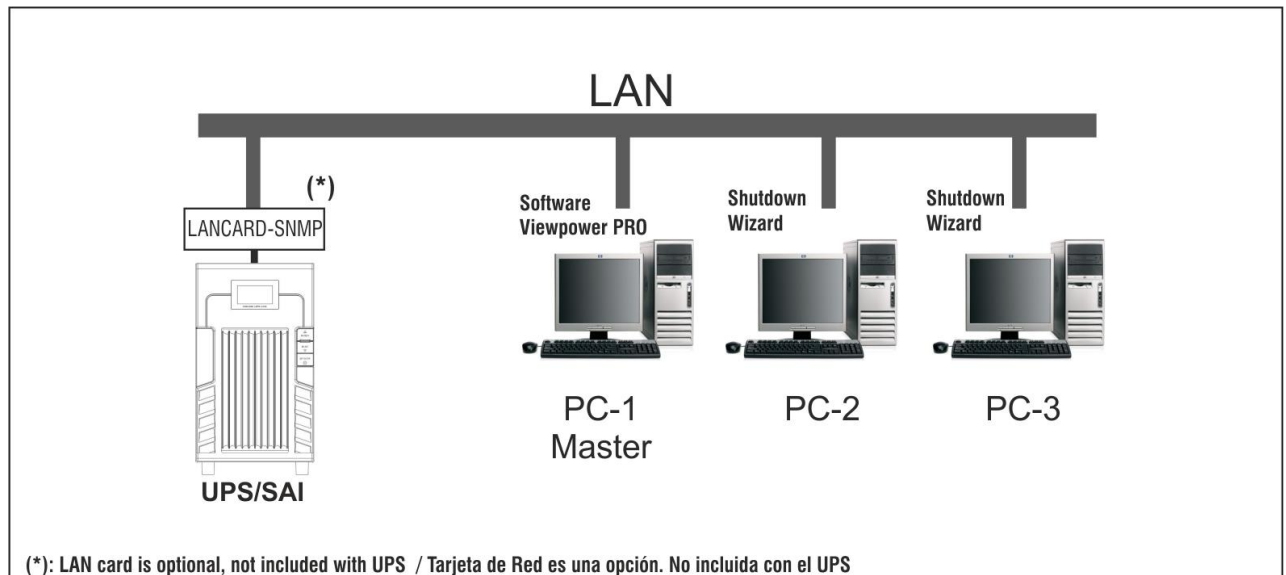 LAN
(*)
LANCARD-SNMP
UPS/SAI
Software
Viewpower PRO
PC-1
Master
Shutdown
Wizard
PC-2
Shutdown
Wizard
PC-3
(*): LAN card is optional, not included with UPS / Tarjeta de Red es una opción. No incluida con el UPS